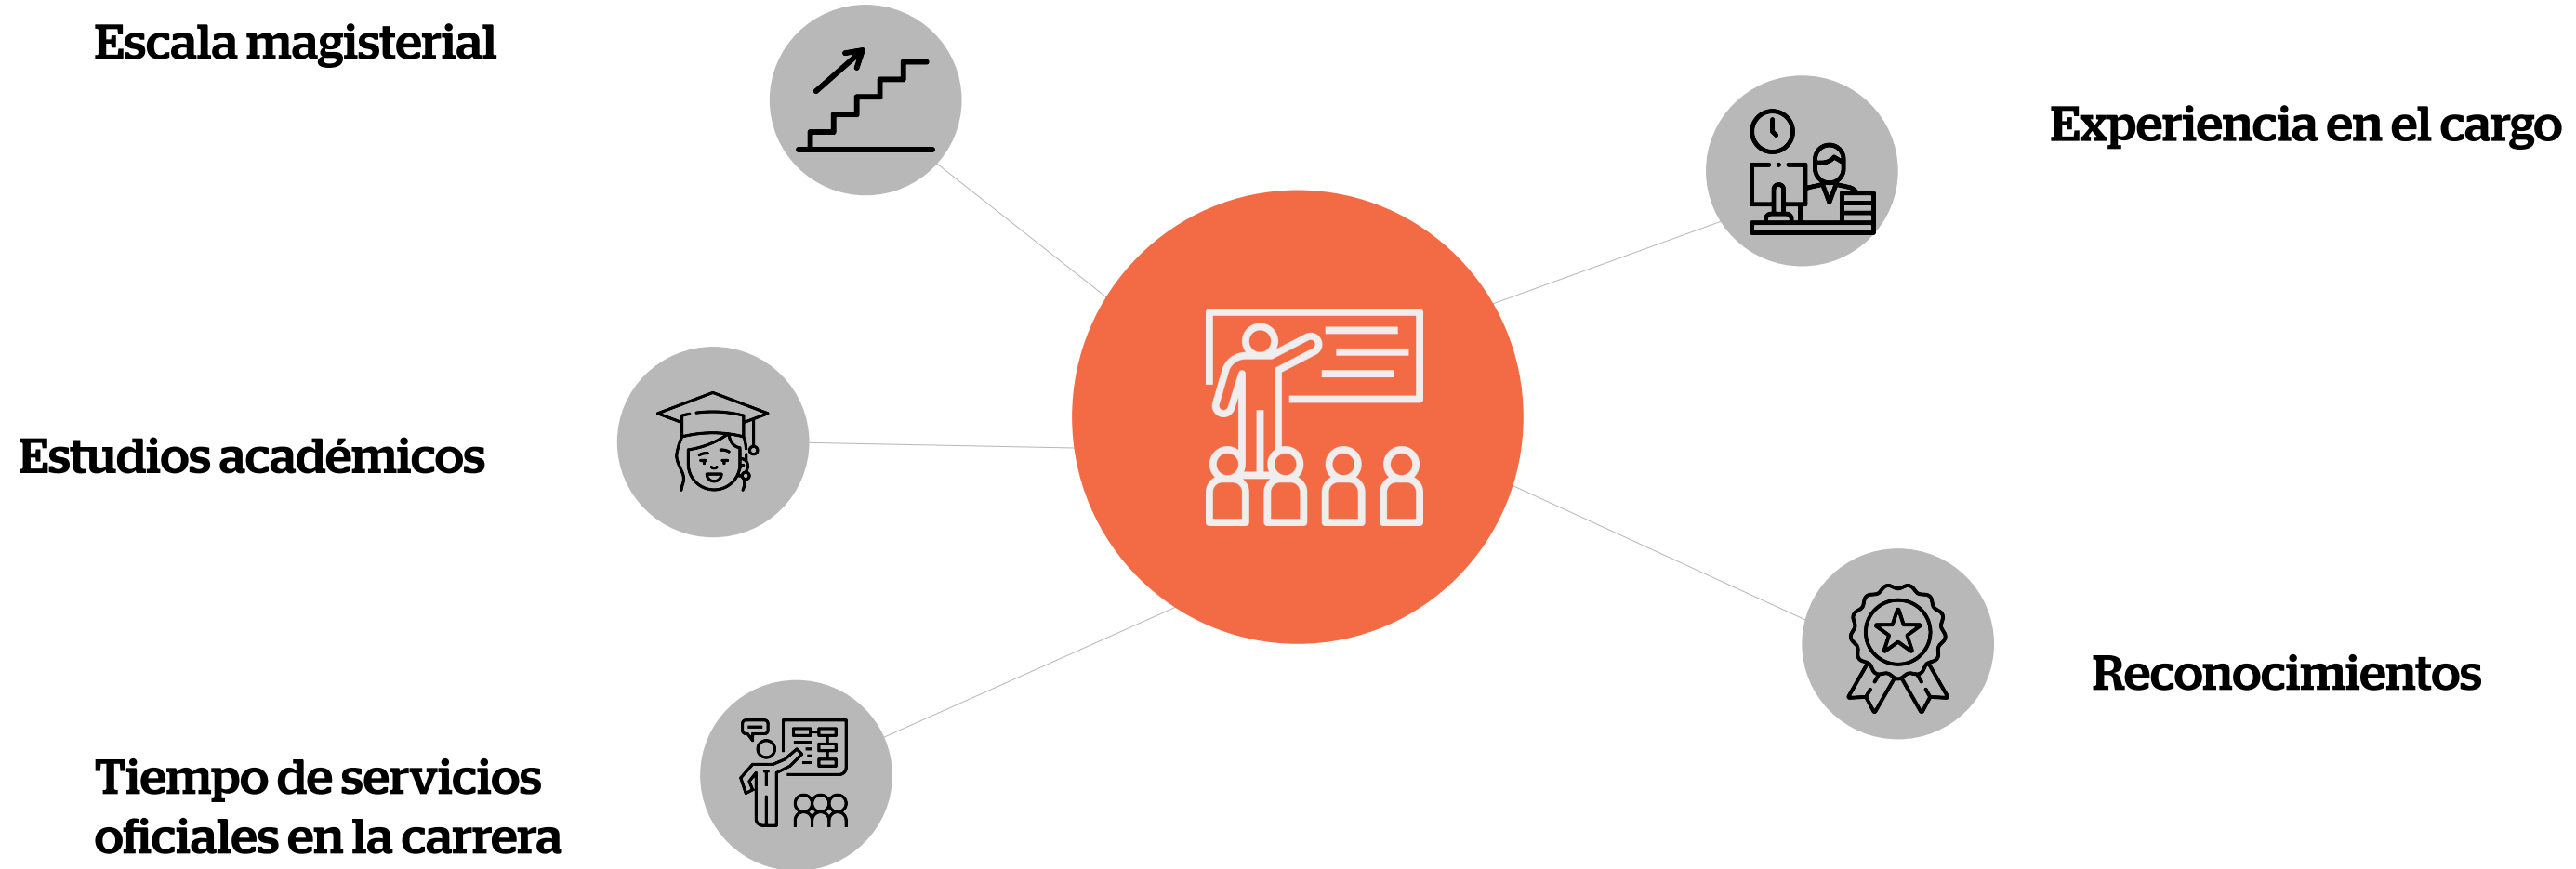 Escala magisterial
Experiencia en el cargo
Estudios académicos
Reconocimientos
Tiempo de servicios
oficiales en la carrera